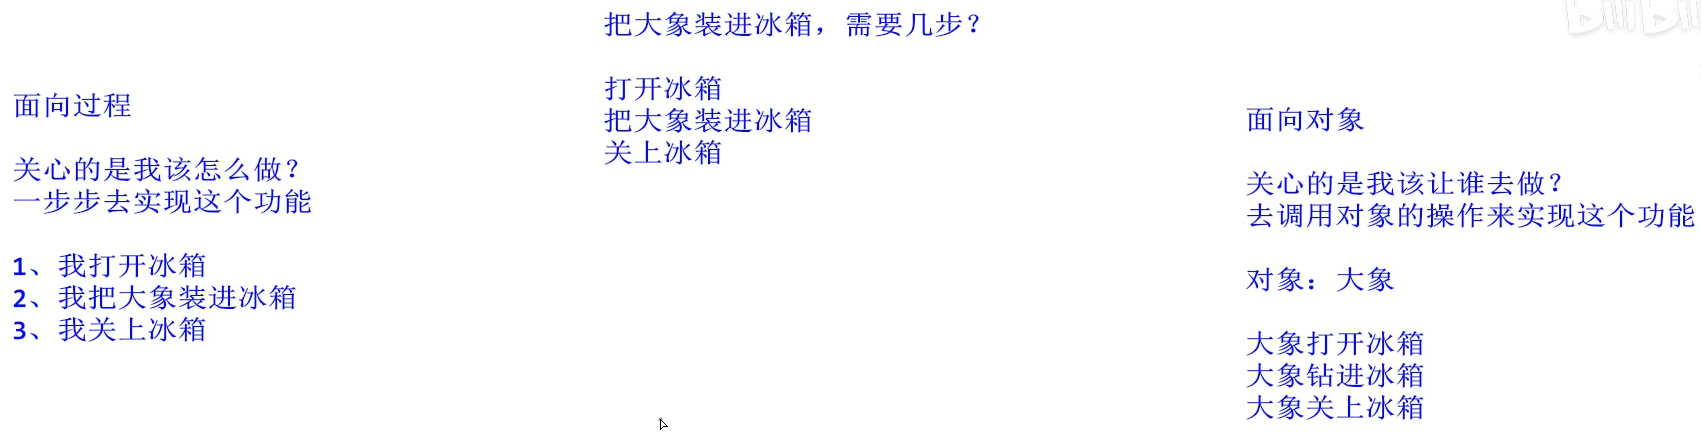 把大象装进冰箱，需要几步？
打开冰箱
把大象装进冰箱
关上冰箱
面向过程
关心的是我该怎么做？
一步步去实现这个功能
1、我打开冰箱
2、我把大象装进冰箱
3、我关上冰箱
面向对象
关心的是我该让谁去做？
去调用对象的操作来实现这个功能
对象：大象
大象打开冰箱
大象钻进冰箱
大象关上冰箱